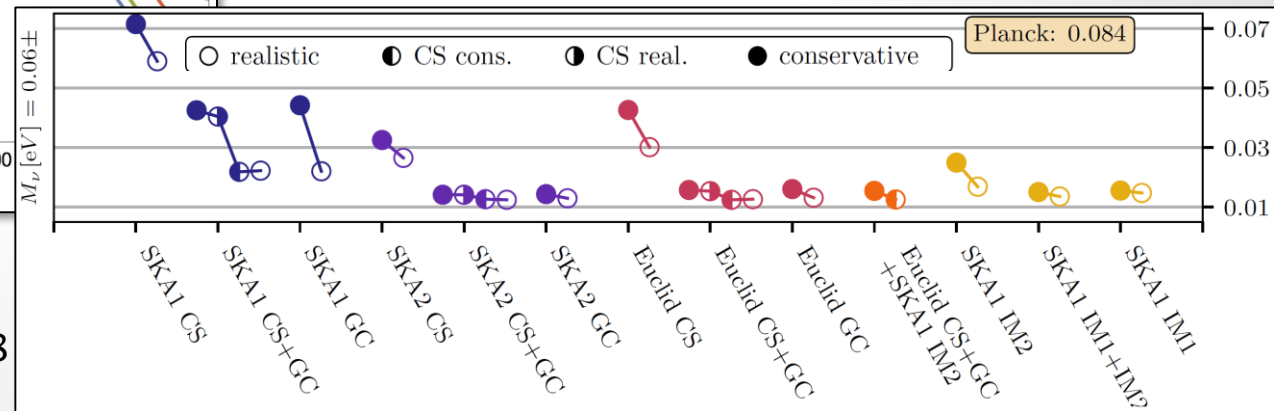 M_ν [eV] = 0.06±
realistic
CS cons.
CS real.
conservative
Planck: 0.084
0.07
0.05
0.03
0.01
SKA1 CS
SKA1 CS+GC
SKA1 GC
SKA2 CS
SKA2 CS+GC
SKA2 GC
Euclid CS
Euclid CS+GC
Euclid GC
Euclid CS+GC
+SKA1 IM2
SKA1 IM2
SKA1 IM1+IM2
SKA1 IM1